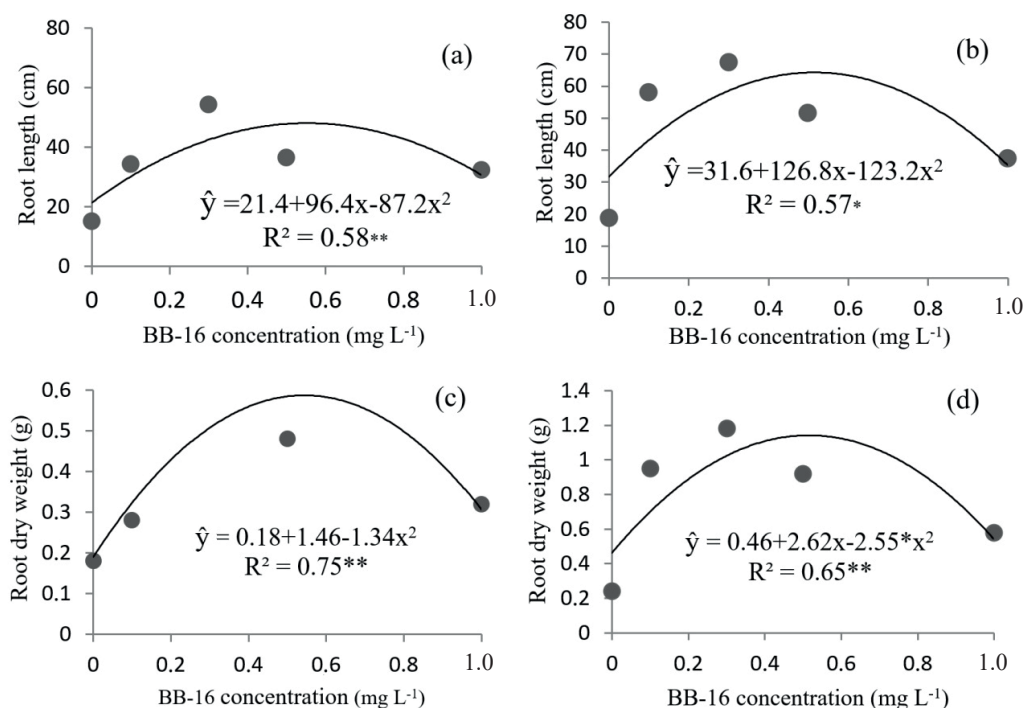 (a)
Root length (cm)
80
60
40
20
0
ŷ =21.4+96.4x-87.2x²
R² = 0.58**
0 0.2 0.4 0.6 0.8 1.0
BB-16 concentration (mg L⁻¹)
(b)
Root length (cm)
80
70
60
50
40
30
20
10
0
ŷ =31.6+126.8x-123.2x²
R² = 0.57*
0 0.2 0.4 0.6 0.8 1.0
BB-16 concentration (mg L⁻¹)
(c)
Root dry weight (g)
0.6
0.5
0.4
0.3
0.2
0.1
0
ŷ = 0.18+1.46-1.34x²
R² = 0.75**
0 0.2 0.4 0.6 0.8 1.0
BB-16 concentration (mg L⁻¹)
(d)
Root dry weight (g)
1.4
1.2
1
0.8
0.6
0.4
0.2
0
ŷ = 0.46+2.62x-2.55*x²
R² = 0.65**
0 0.2 0.4 0.6 0.8 1.0
BB-16 concentration (mg L⁻¹)